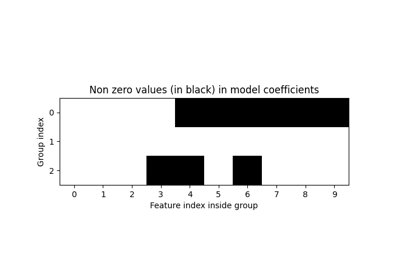 Non zero values (in black) in model coefficients
Group index
0
1
2
0 1 2 3 4 5 6 7 8 9
Feature index inside group